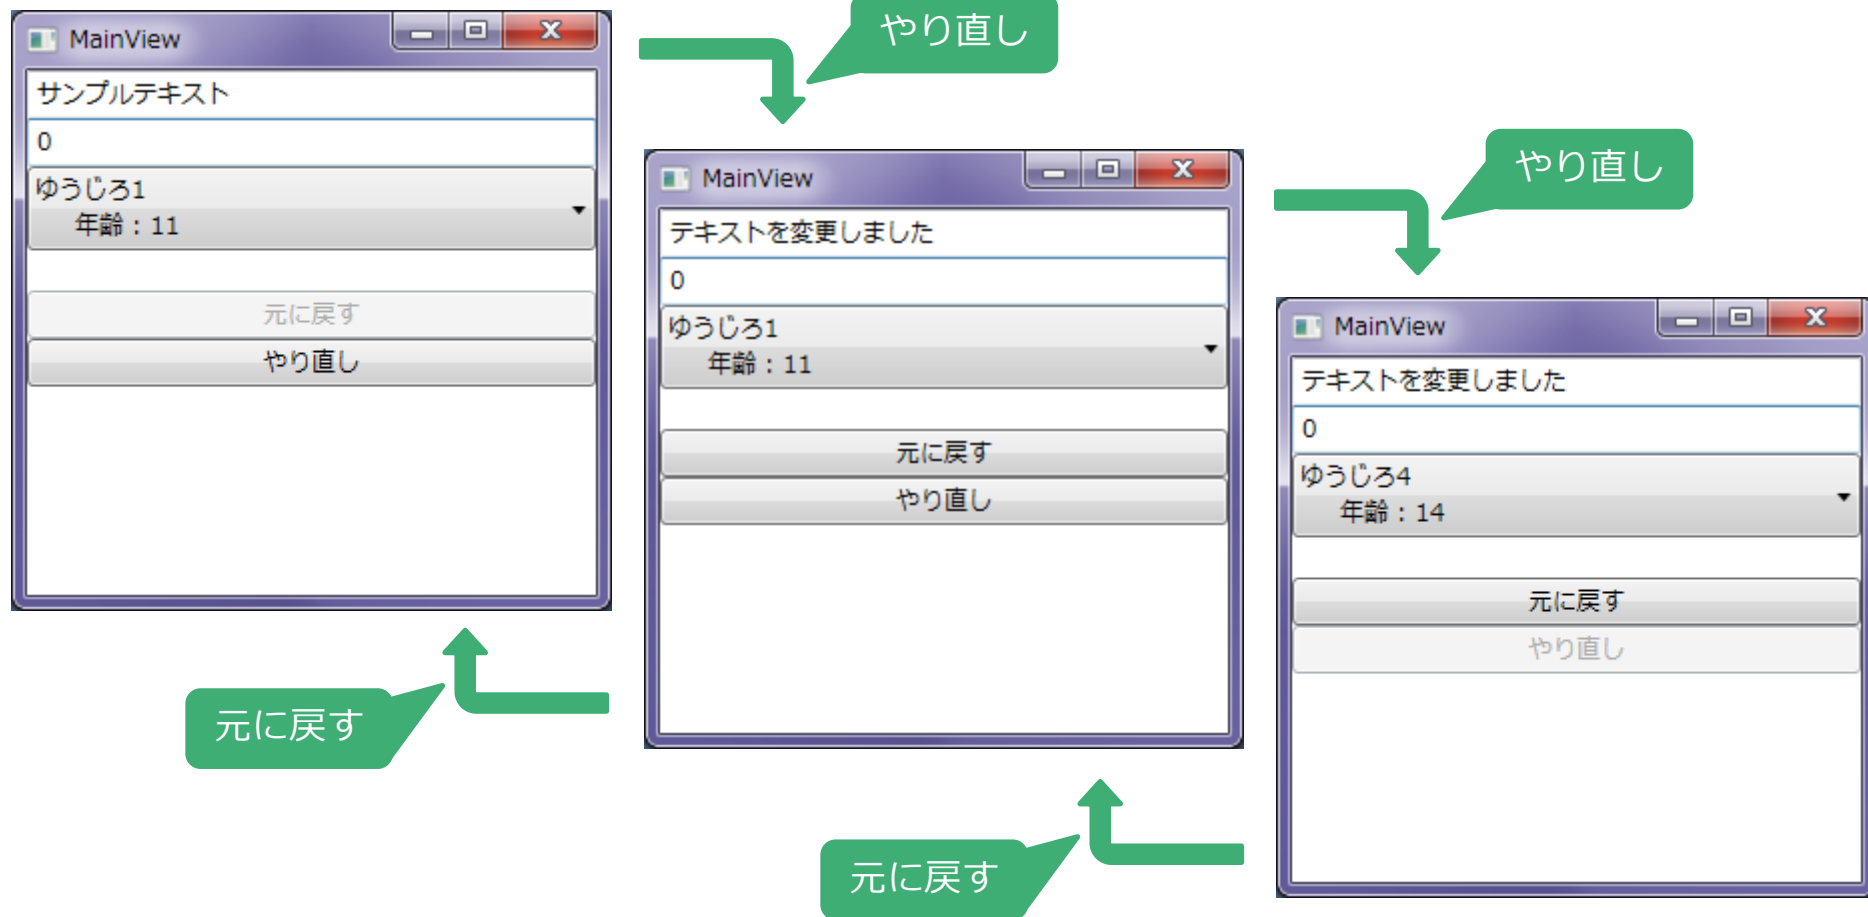 MainView
サンプルテキスト
0
ゆうじろ1
年齢：11
元に戻す
やり直し
やり直し
MainView
テキストを変更しました
0
ゆうじろ1
年齢：11
元に戻す
やり直し
やり直し
MainView
テキストを変更しました
0
ゆうじろ4
年齢：14
元に戻す
やり直し
元に戻す
元に戻す